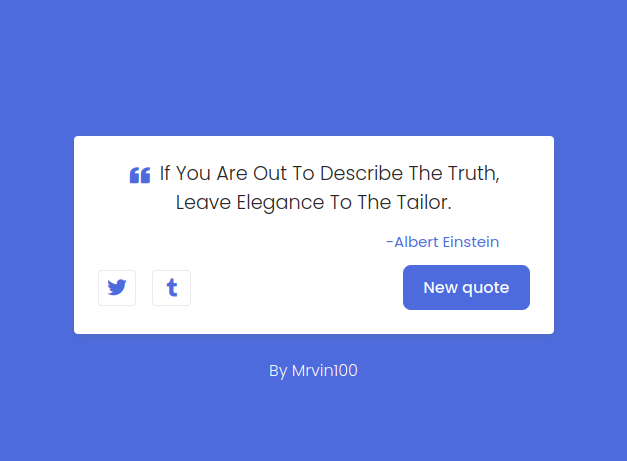 If You Are Out To Describe The Truth,
Leave Elegance To The Tailor.
-Albert Einstein
New quote
By Mrvin100